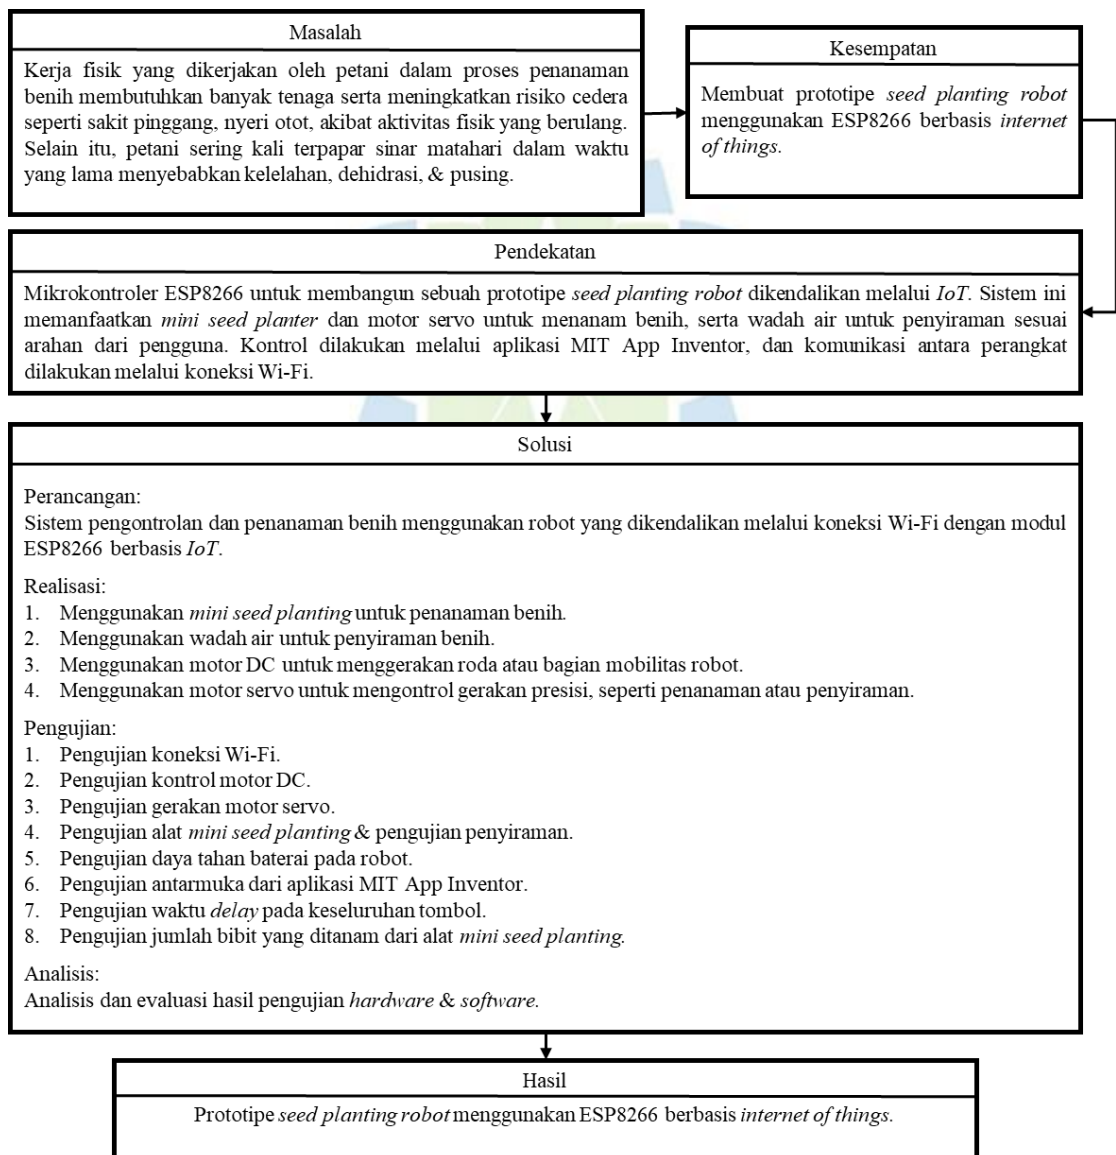 Masalah
Kerja fisik yang dikerjakan oleh petani dalam proses penanaman
benih membutuhkan banyak tenaga serta meningkatkan risiko cedera
seperti sakit pinggang, nyeri otot, akibat aktivitas fisik yang berulang.
Selain itu, petani sering kali terpapar sinar matahari dalam waktu
yang lama menyebabkan kelelahan, dehidrasi, & pusing.
Kesempatan
Membuat prototipe seed planting robot
menggunakan ESP8266 berbasis internet
of things.
Pendekatan
Mikrokontroler ESP8266 untuk membangun sebuah prototipe seed planting robot dikendalikan melalui IoT. Sistem ini
memanfaatkan mini seed planter dan motor servo untuk menanam benih, serta wadah air untuk penyiraman sesuai
arahan dari pengguna. Kontrol dilakukan melalui aplikasi MIT App Inventor, dan komunikasi antara perangkat
dilakukan melalui koneksi Wi-Fi.
Solusi
Perancangan:
Sistem pengontrolan dan penanaman benih menggunakan robot yang dikendalikan melalui koneksi Wi-Fi dengan modul
ESP8266 berbasis IoT.
Realisasi:
1. Menggunakan mini seed planting untuk penanaman benih.
2. Menggunakan wadah air untuk penyiraman benih.
3. Menggunakan motor DC untuk menggerakan roda atau bagian mobilitas robot.
4. Menggunakan motor servo untuk mengontrol gerakan presisi, seperti penanaman atau penyiraman.
Pengujian:
1. Pengujian koneksi Wi-Fi.
2. Pengujian kontrol motor DC.
3. Pengujian gerakan motor servo.
4. Pengujian alat mini seed planting & pengujian penyiraman.
5. Pengujian daya tahan baterai pada robot.
6. Pengujian antarmuka dari aplikasi MIT App Inventor.
7. Pengujian waktu delay pada keseluruhan tombol.
8. Pengujian jumlah bibit yang ditanam dari alat mini seed planting.
Analisis:
Analisis dan evaluasi hasil pengujian hardware & software.
Hasil
Prototipe seed planting robot menggunakan ESP8266 berbasis internet of things.